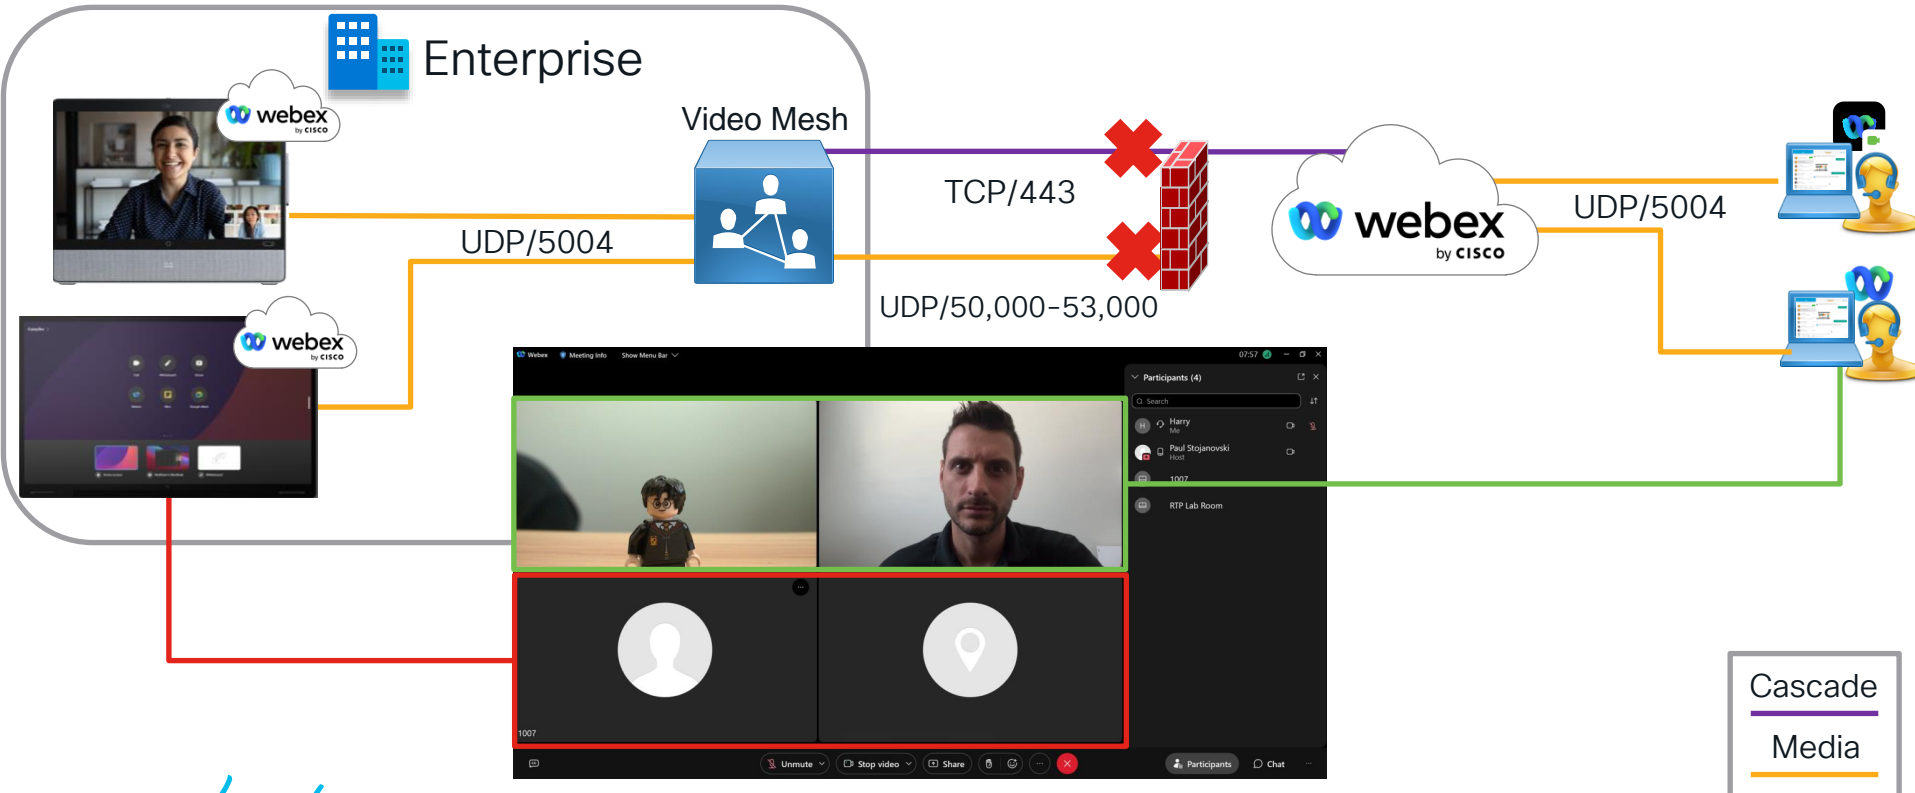 Enterprise
webex
by CISCO
Video Mesh
TCP/443
UDP/5004
UDP/50,000-53,000
webex
by CISCO
UDP/5004
webex
by CISCO
Webex
Meeting Info
Show Menu Bar
07:57
Participants (4)
Search
H
Harry
Me
Paul Stojanovski
Host
1007
RTP Lab Room
1007
Unmute
Stop video
Share
Participants
Chat
Cascade
Media